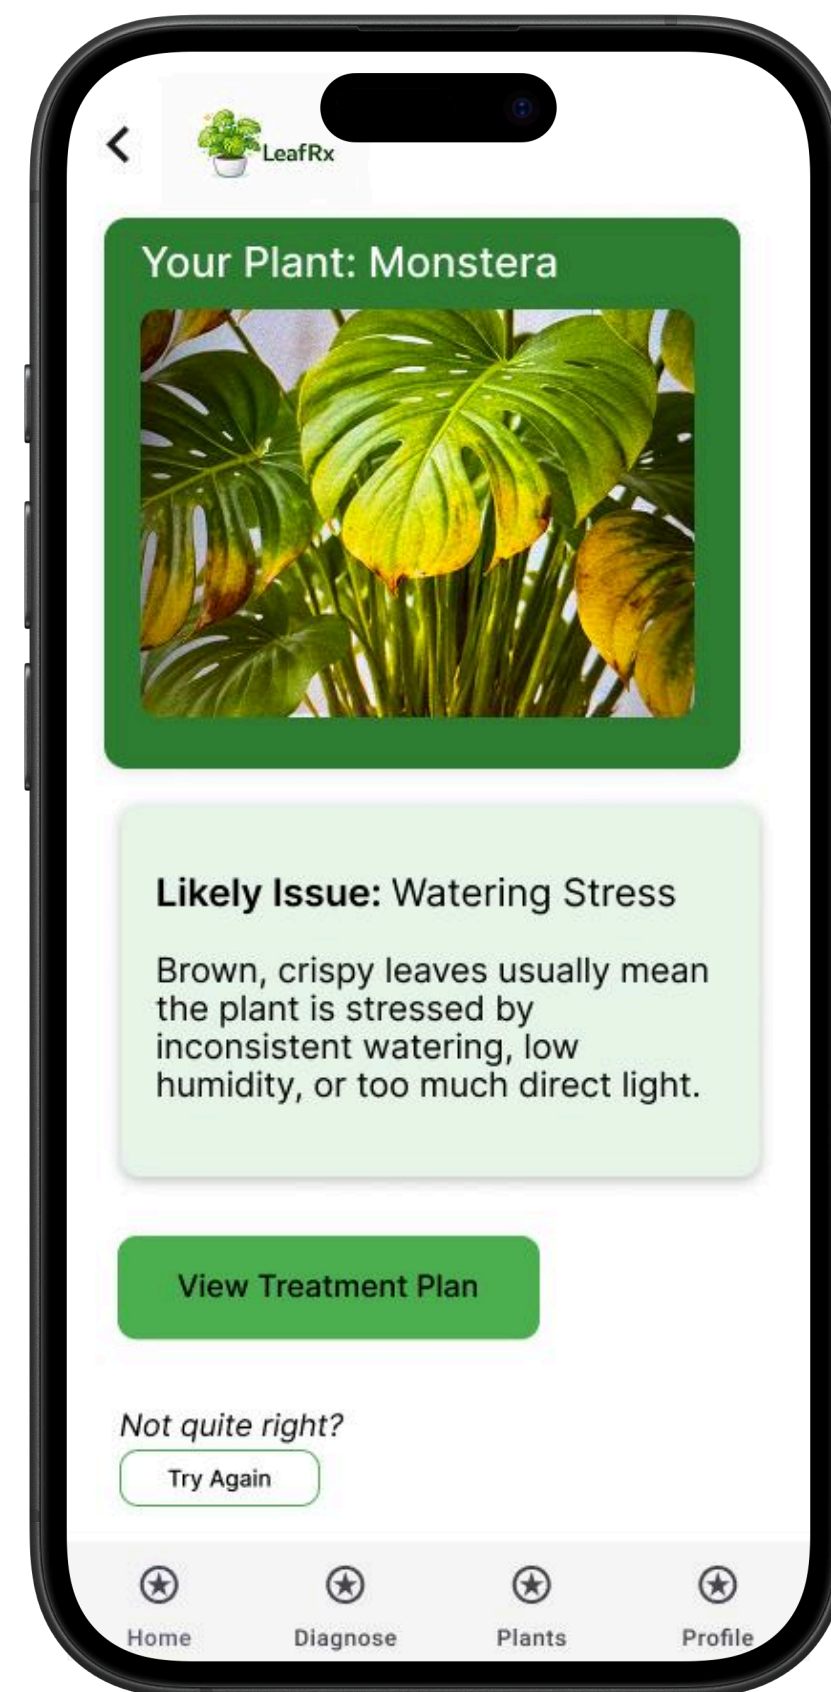 LeafRx
Your Plant: Monstera
Likely Issue: Watering Stress
Brown, crispy leaves usually mean
the plant is stressed by
inconsistent watering, low
humidity, or too much direct light.
View Treatment Plan
Not quite right?
Try Again
Home
Diagnose
Plants
Profile